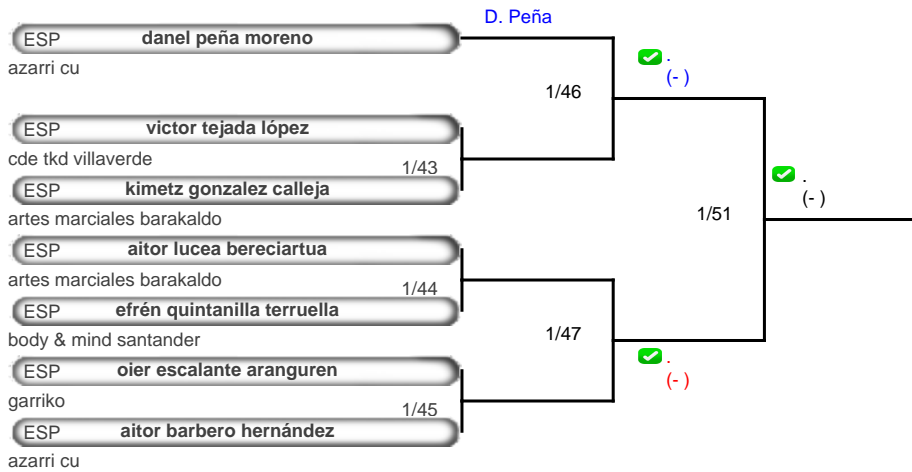 D. Peña
ESP danel peña moreno
azarri cu
.
(- )
1/46
ESP victor tejada lópez
cde tkd villaverde
1/43
ESP kimetz gonzalez calleja
artes marciales barakaldo
.
(- )
1/51
ESP aitor lucea bereciartua
artes marciales barakaldo
1/44
ESP efrén quintanilla terruella
body & mind santander
1/47
.
(- )
ESP oier escalante aranguren
garriko
1/45
ESP aitor barbero hernández
azarri cu